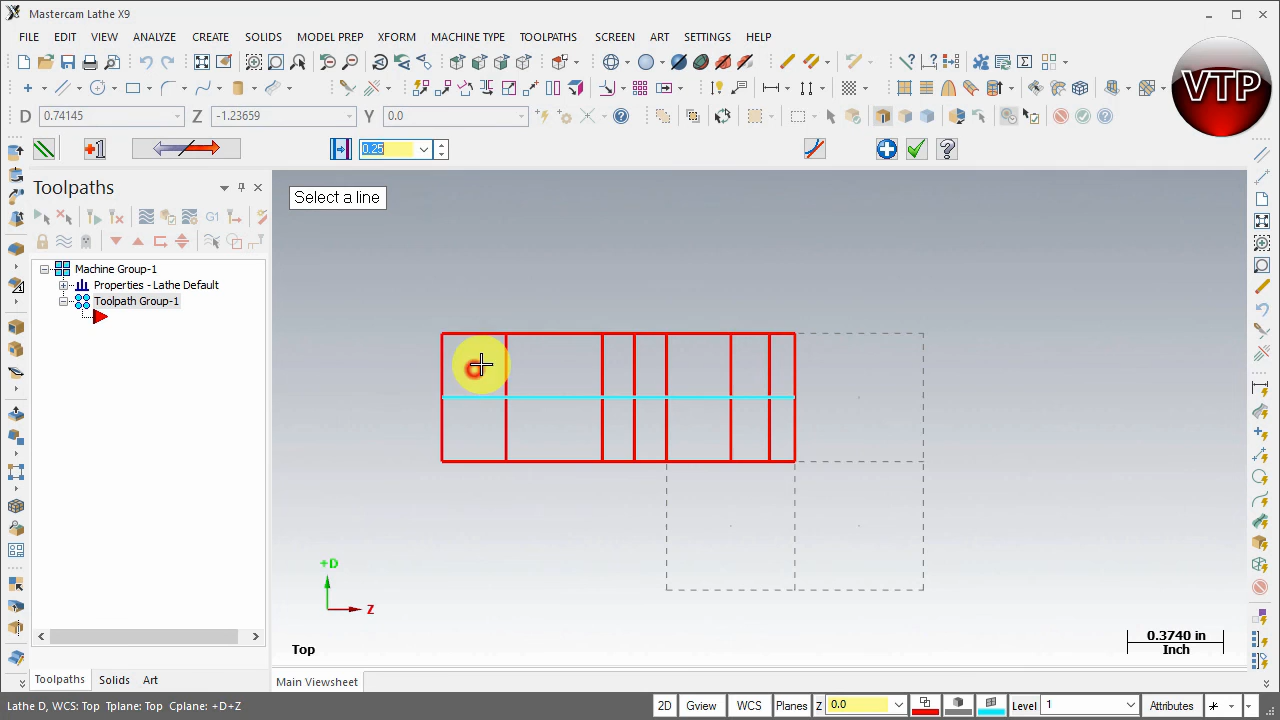 Mastercam Lathe X9
FILE EDIT VIEW ANALYZE CREATE SOLIDS MODEL PREP XFORM MACHINE TYPE TOOLPATHS SCREEN ART SETTINGS HELP
VTP
D 0.74145 Z -1.23659 Y 0.0
+1 0.25
Toolpaths
Select a line
G1
Machine Group-1
Properties - Lathe Default
Toolpath Group-1
+D
Z
0.3740 in
Inch
Top
Toolpaths Solids Art
Main Viewsheet
Lathe D, WCS: Top Tplane: Top Cplane: +D+Z
2D Gview WCS Planes Z 0.0 Level 1 Attributes